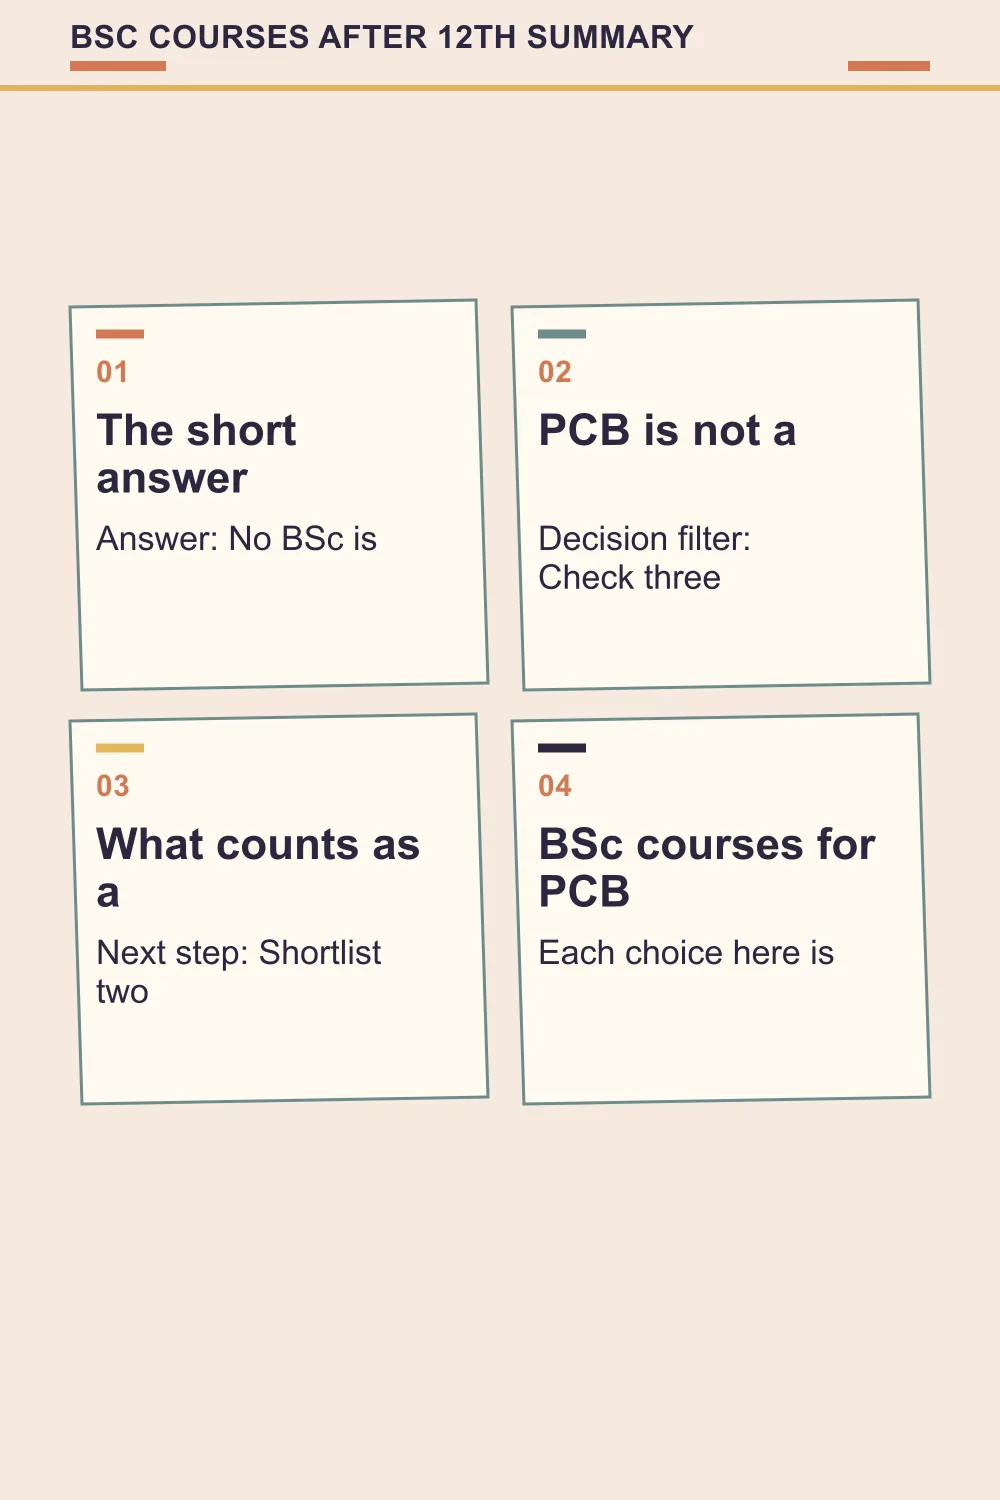 BSC COURSES AFTER 12TH SUMMARY
01
The short
answer
Answer: No BSc is
02
PCB is not a
Decision filter:
Check three
03
What counts as
a
Next step: Shortlist
two
04
BSc courses for
PCB
Each choice here is